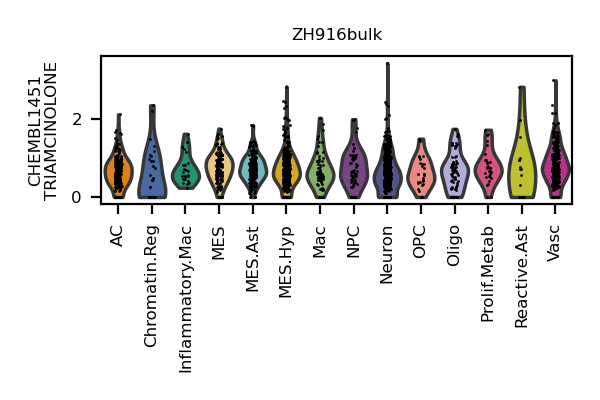 ZH916bulk
CHEMBL1451
TRIAMCINOLONE
2
0
AC
Chromatin.Reg
Inflammatory.Mac
MES
MES.Ast
MES.Hyp
Mac
NPC
Neuron
OPC
Oligo
Prolif.Metab
Reactive.Ast
Vasc